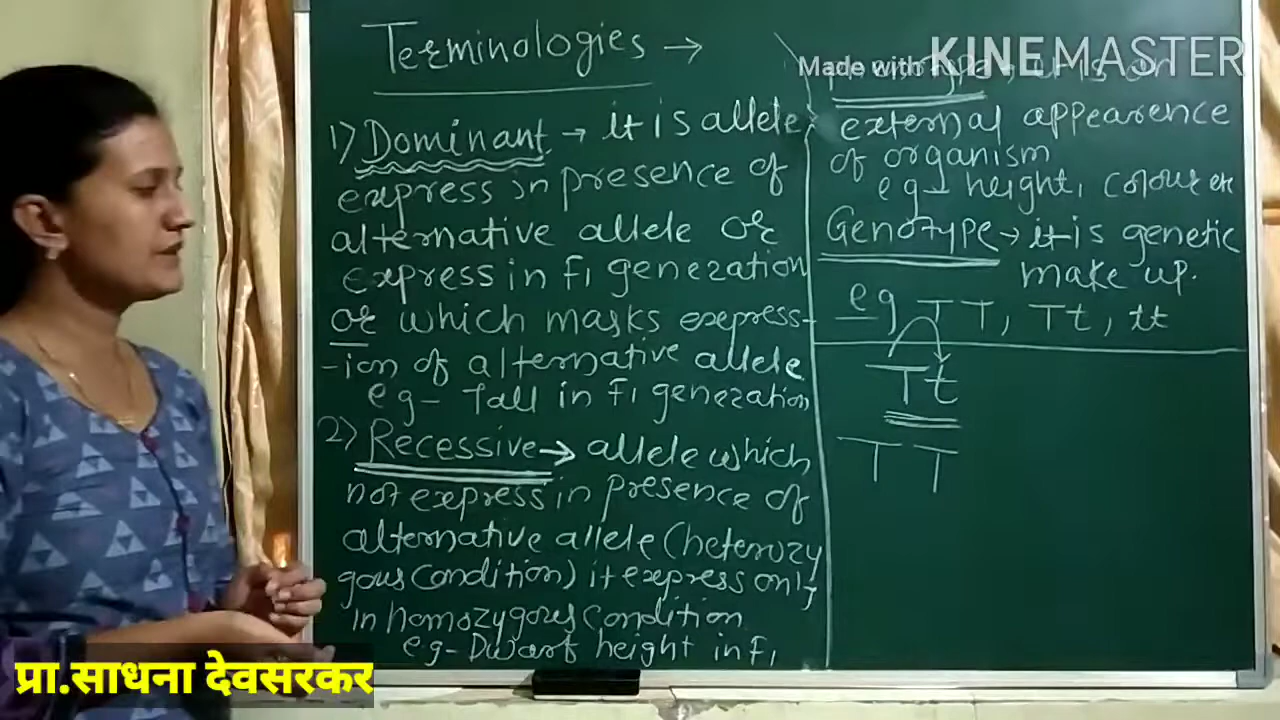 Terminologies →
1) Dominant → it is allele
express in presence of
alternative allele or
express in F1 generation
or which masks express-
-ion of alternative allele
eg- Tall in F1 generation
2) Recessive → allele which
not express in presence of
alternative allele (heterozy
gous condition) it express only
in homozygous condition
eg- Dwarf height in F1
Made with KINEMASTER
it is an
external appearence
of organism
eg → height, colour etc
Genotype → it is genetic
make up.
eg TT, Tt, tt
Tt
TT
प्रा.साधना देवसरकर